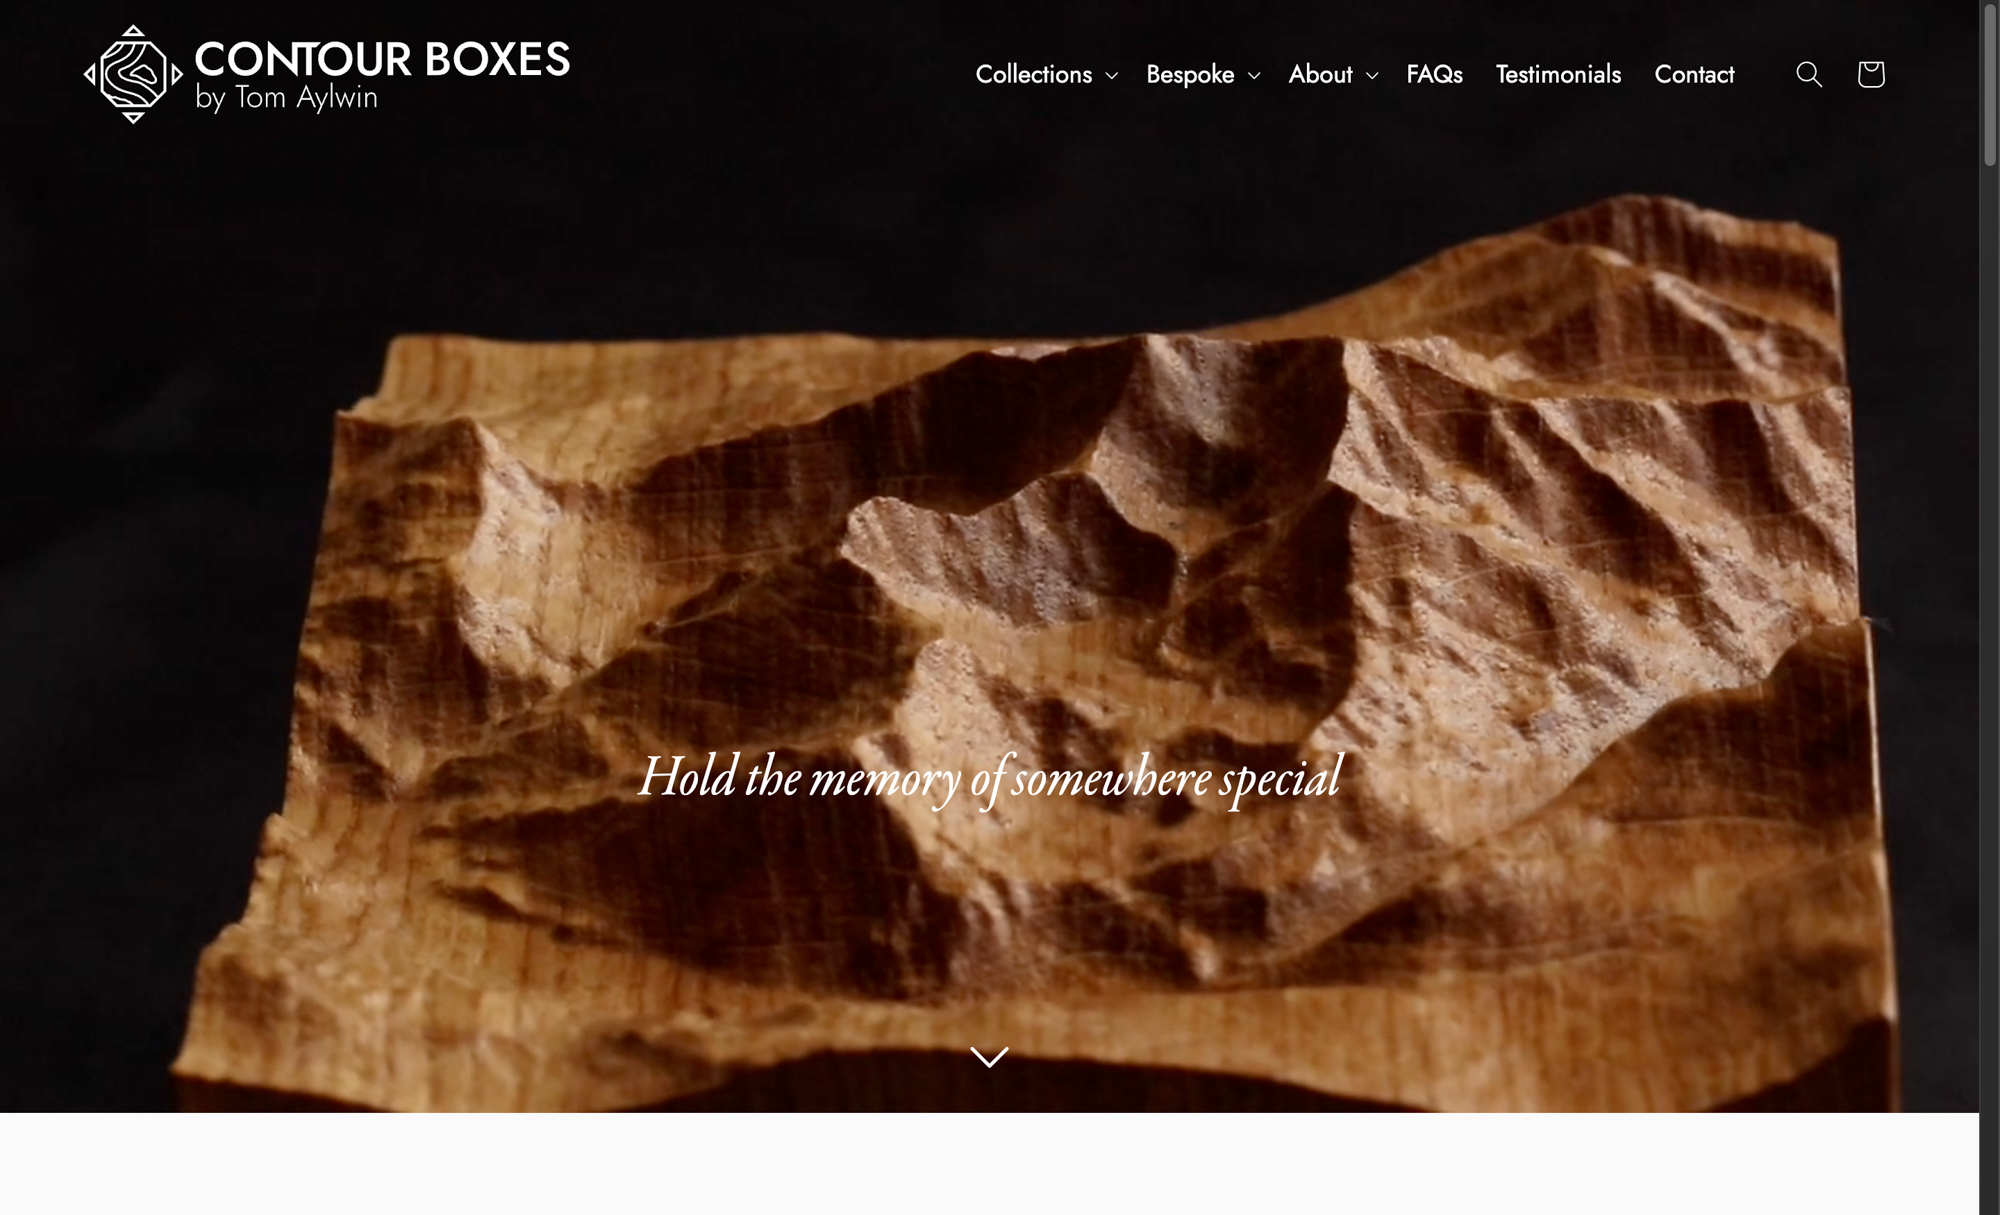 CONTOUR BOXES
by Tom Aylwin
Collections Bespoke About FAQs Testimonials Contact
Hold the memory of somewhere special